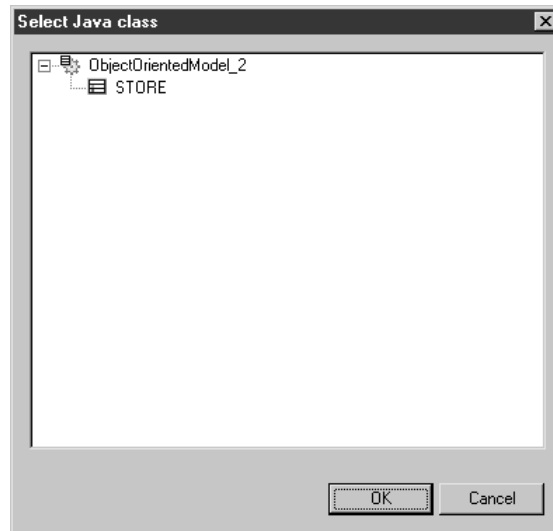 Select Java class
ObjectOrientedModel_2
STORE
OK
Cancel